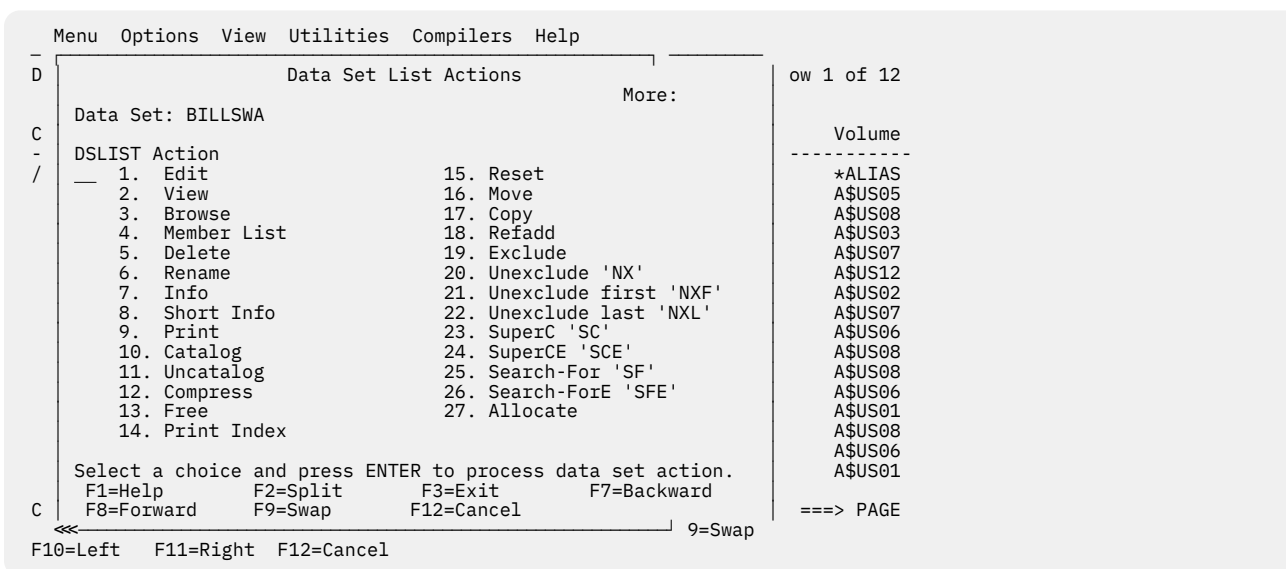 Menu Options View Utilities Compilers Help
D Data Set List Actions ow 1 of 12
More:
Data Set: BILLSWA
C Volume
- DSLIST Action -----------
/ __ 1. Edit 15. Reset *ALIAS
2. View 16. Move A$US05
3. Browse 17. Copy A$US08
4. Member List 18. Refadd A$US03
5. Delete 19. Exclude A$US07
6. Rename 20. Unexclude 'NX' A$US12
7. Info 21. Unexclude first 'NXF' A$US02
8. Short Info 22. Unexclude last 'NXL' A$US07
9. Print 23. SuperC 'SC' A$US06
10. Catalog 24. SuperCE 'SCE' A$US08
11. Uncatalog 25. Search-For 'SF' A$US08
12. Compress 26. Search-ForE 'SFE' A$US06
13. Free 27. Allocate A$US01
14. Print Index A$US08
A$US06
Select a choice and press ENTER to process data set action. A$US01
F1=Help F2=Split F3=Exit F7=Backward
C F8=Forward F9=Swap F12=Cancel ===> PAGE
<<< 9=Swap
F10=Left F11=Right F12=Cancel